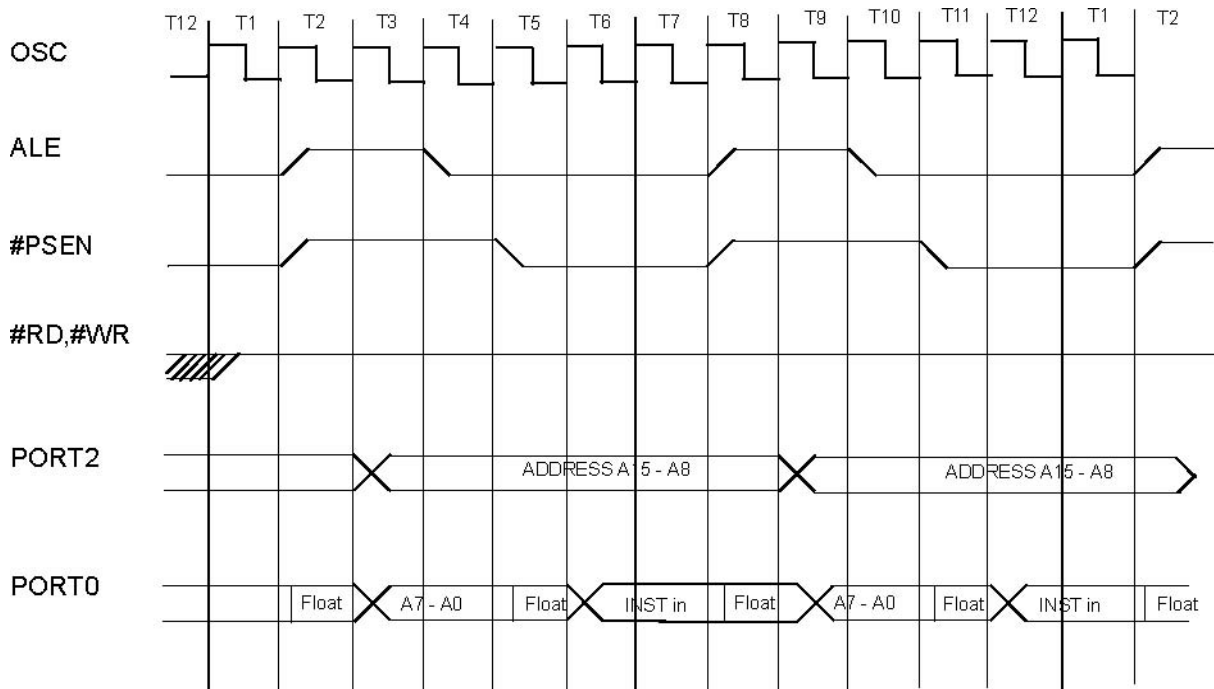 T12 T1 T2 T3 T4 T5 T6 T7 T8 T9 T10 T11 T12 T1 T2
OSC
ALE
#PSEN
#RD,#WR
PORT2 ADDRESS A15 - A8 ADDRESS A15 - A8
PORT0 Float A7 - A0 Float INST in Float A7 - A0 Float INST in Float